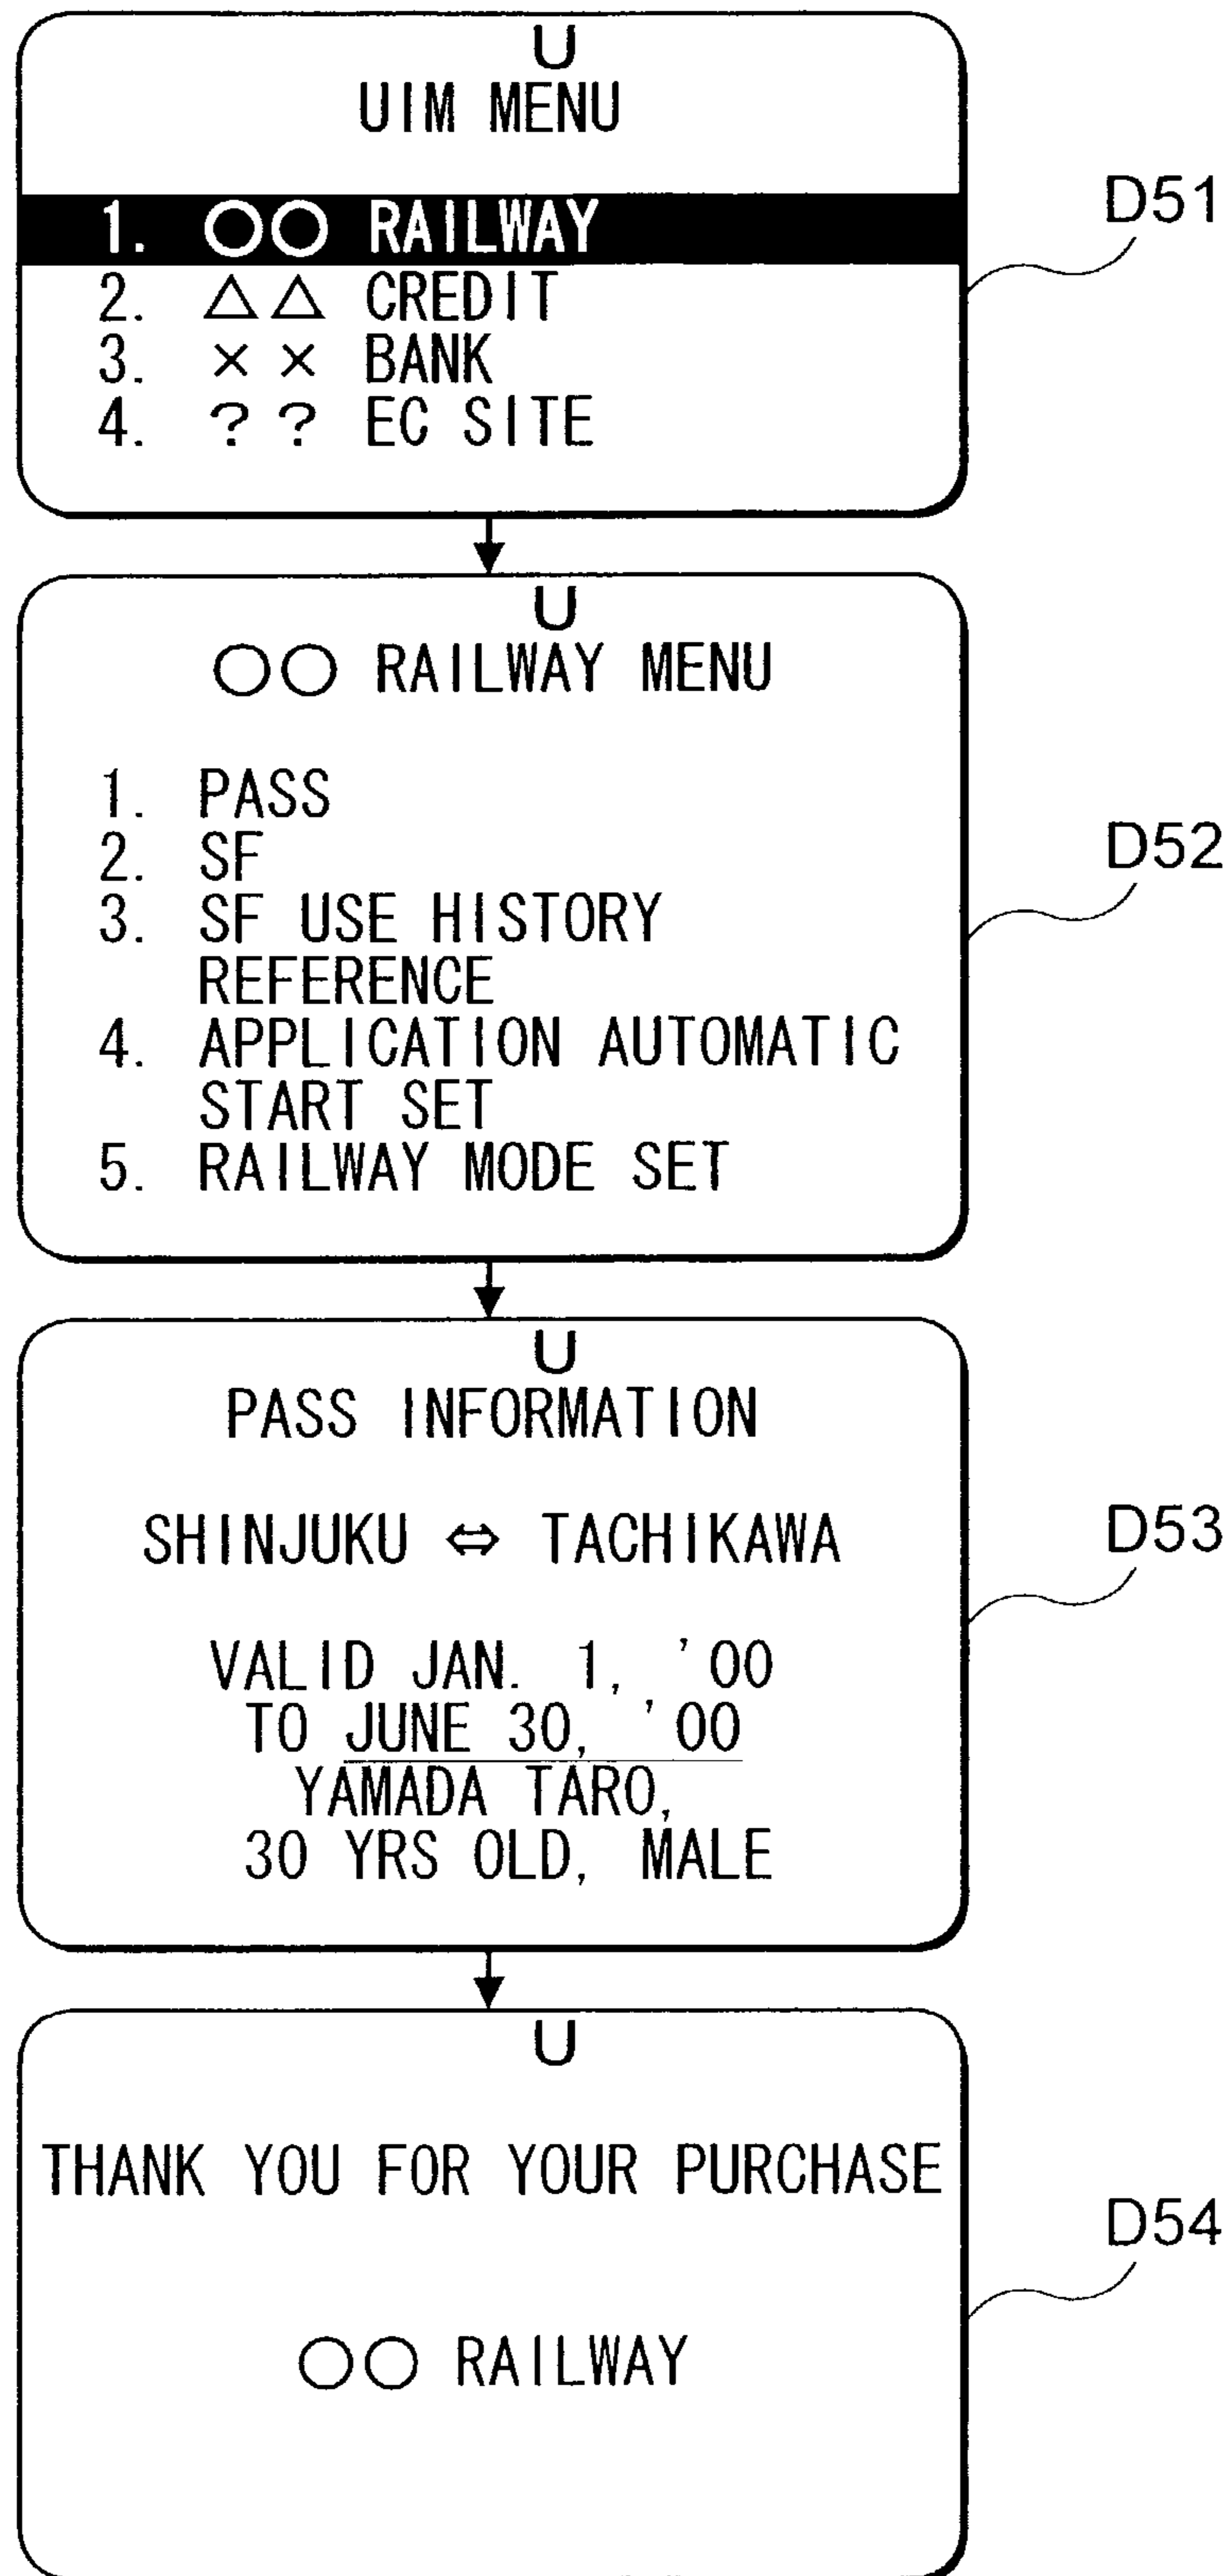 U
UIM MENU
1. ○○ RAILWAY
2. △△ CREDIT
3. ×× BANK
4. ?? EC SITE
D51
U
○○ RAILWAY MENU
1. PASS
2. SF
3. SF USE HISTORY
REFERENCE
4. APPLICATION AUTOMATIC
START SET
5. RAILWAY MODE SET
D52
U
PASS INFORMATION
SHINJUKU ⇔ TACHIKAWA
VALID JAN. 1, '00
TO JUNE 30, '00
YAMADA TARO,
30 YRS OLD, MALE
D53
U
THANK YOU FOR YOUR PURCHASE
○○ RAILWAY
D54